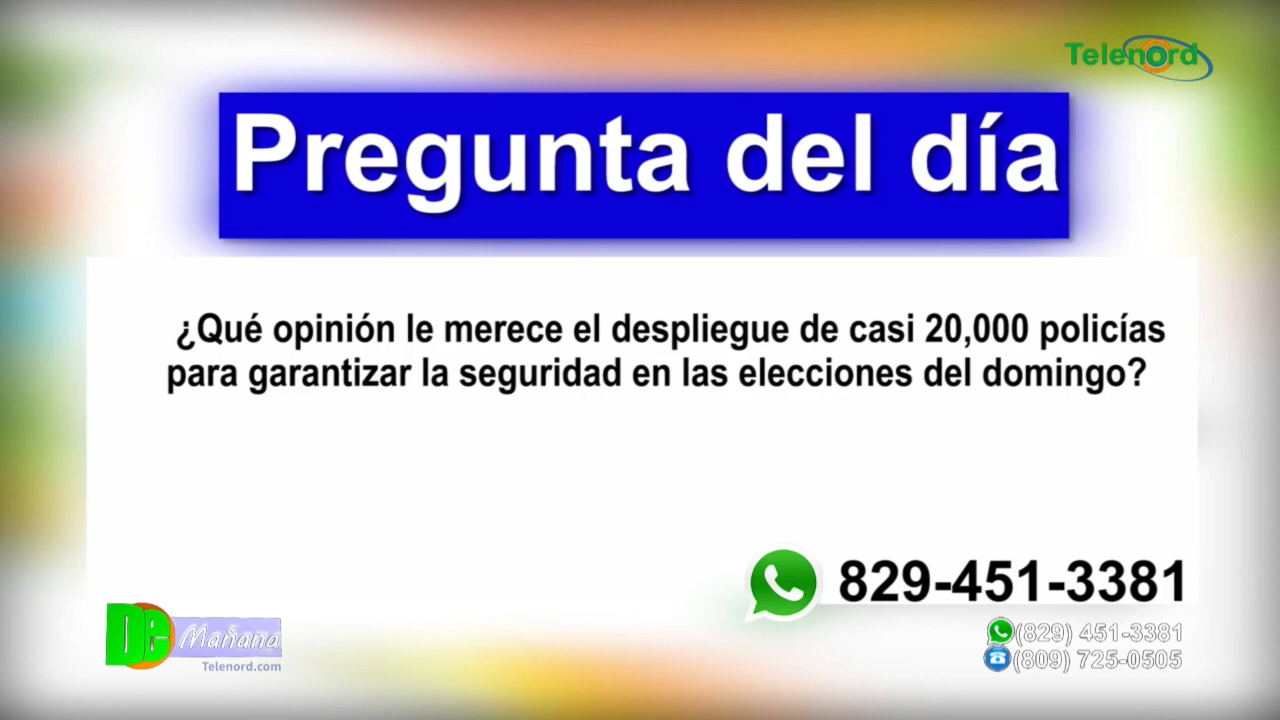 Telenord
Pregunta del día
¿Qué opinión le merece el despliegue de casi 20,000 policías
para garantizar la seguridad en las elecciones del domingo?
829-451-3381
De Mañana
Telenord.com
(829) 451-3381
(809) 725-0505